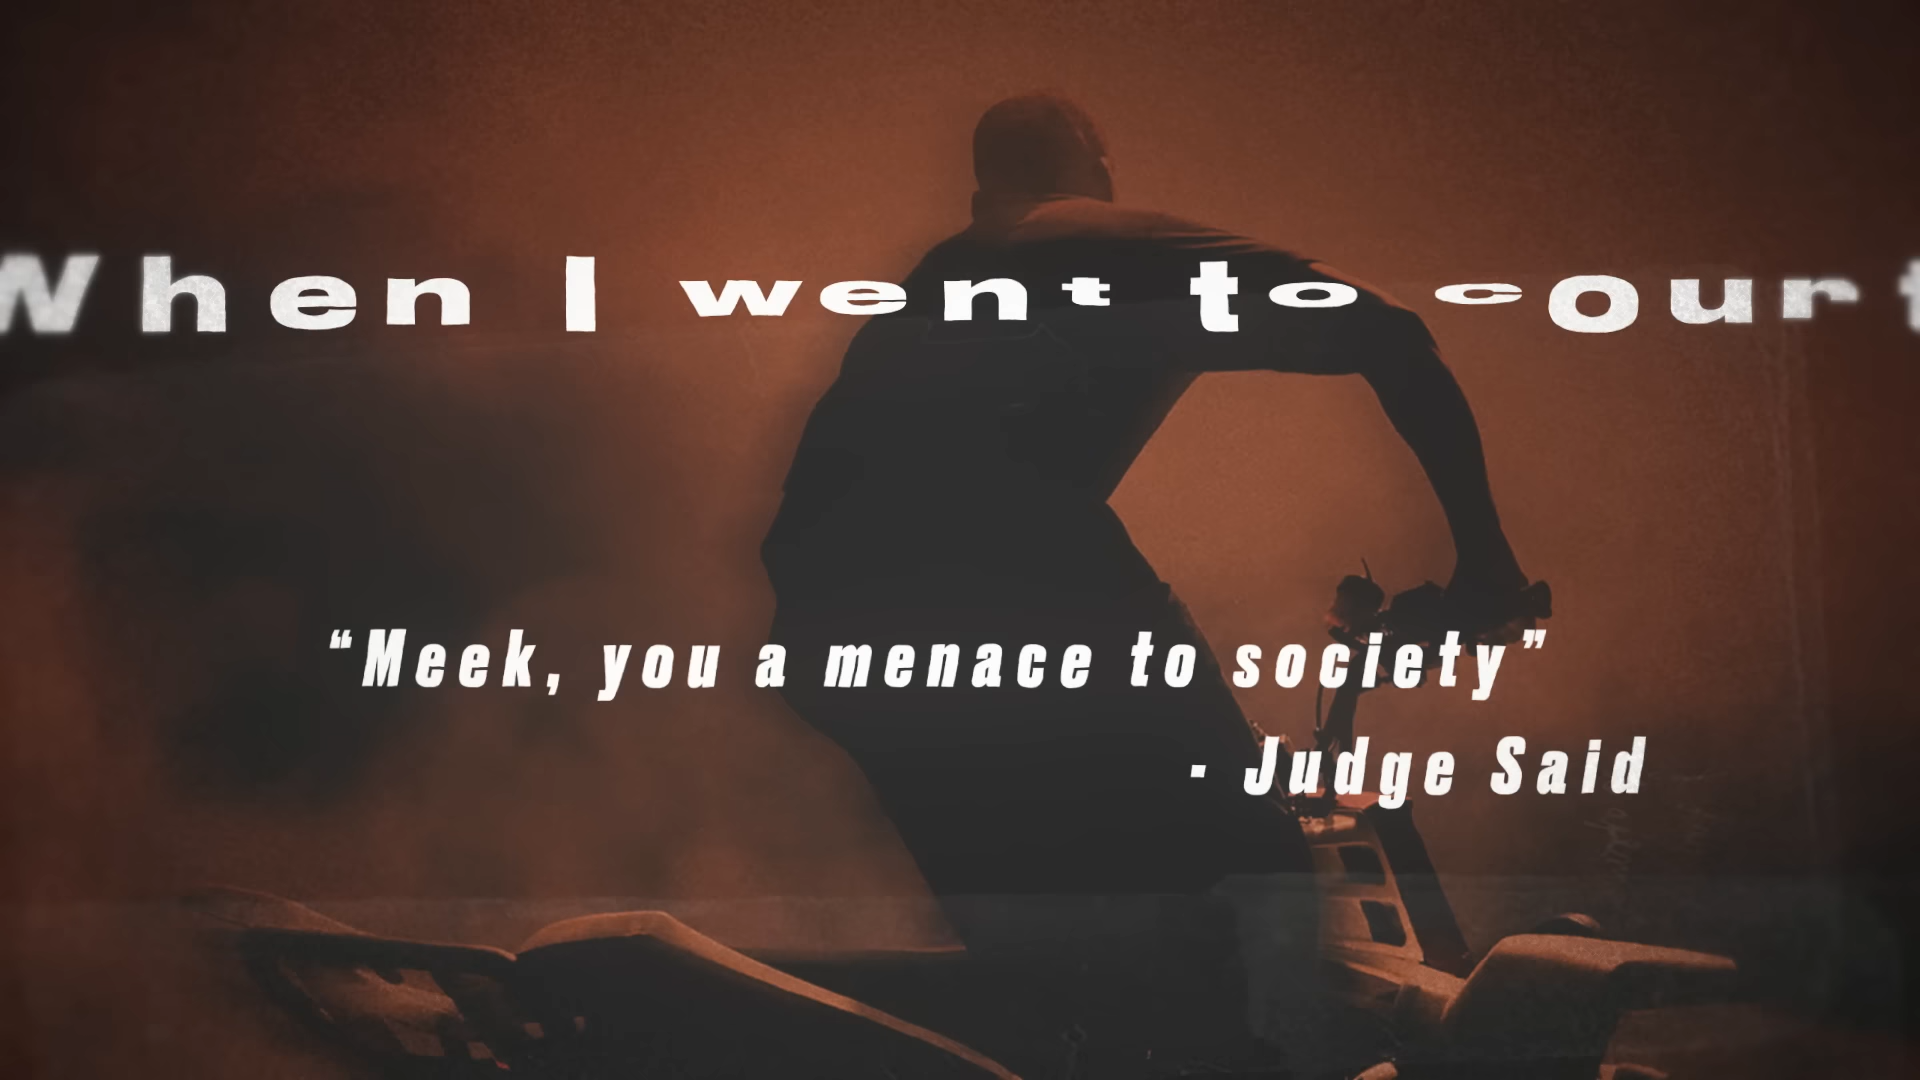 When I went to court
“Meek, you a menace to society”
- Judge Said